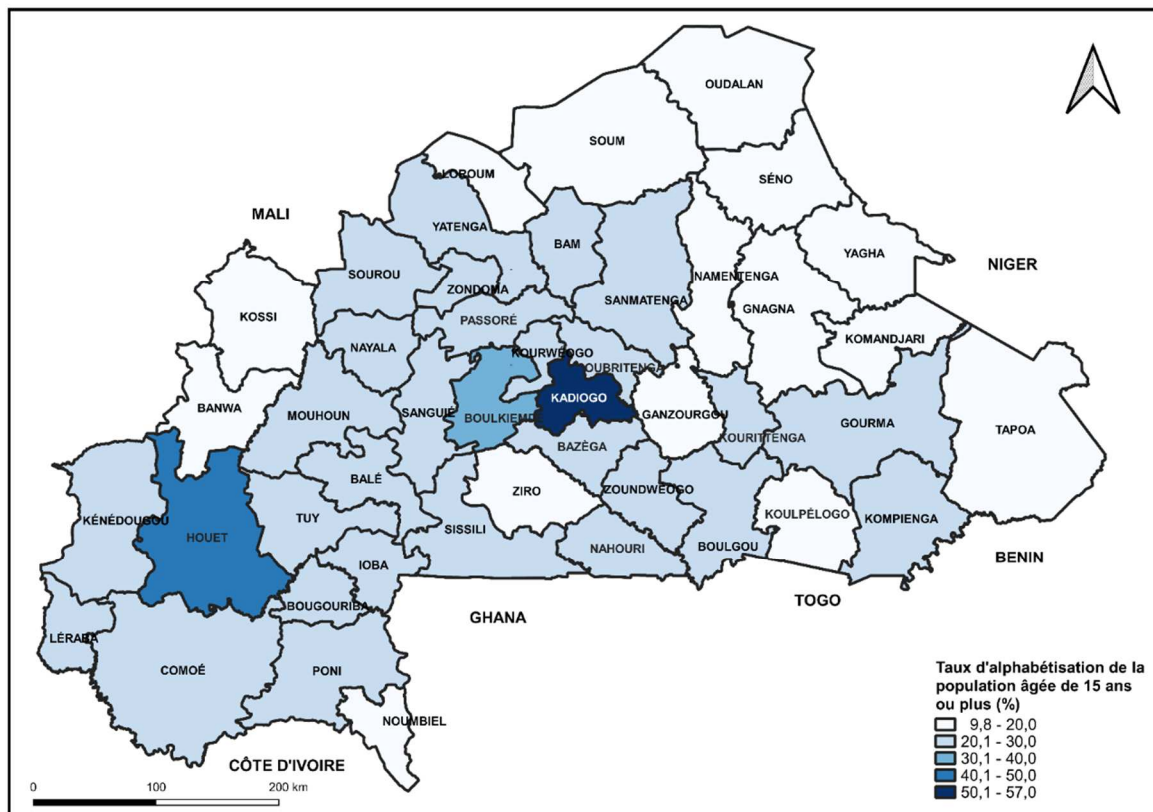 OUDALAN
SOUM
LOROUM
SÉNO
MALI
YATENGA
BAM
YAGHA
NIGER
SOUROU
NAMENTENGA
ZONDOMA
SANMATENGA
GNAGNA
KOSSI
PASSORÉ
KOMANDJARI
NAYALA
KOURWÉOGO
OUBRITENGA
BANWA
MOUHOUN
SANGUIÉ
BOULKIEMD
KADIOGO
GANZOURGOU
GOURMA
TAPOA
KOURITTENGA
BAZÈGA
BALÉ
ZIRO
ZOUNDWEOGO
KÉNÉDOUGOU
TUY
SISSILI
KOULPÉLOGO
KOMPIENGA
HOUET
NAHOURI
BOULGOU
BENIN
IOBA
BOUGOURIBA
TOGO
GHANA
LÉRABA
COMOÉ
PONI
NOUMBIEL
CÔTE D'IVOIRE
Taux d'alphabétisation de la
population âgée de 15 ans
ou plus (%)
9,8 - 20,0
20,1 - 30,0
30,1 - 40,0
40,1 - 50,0
50,1 - 57,0
0 100 200 km